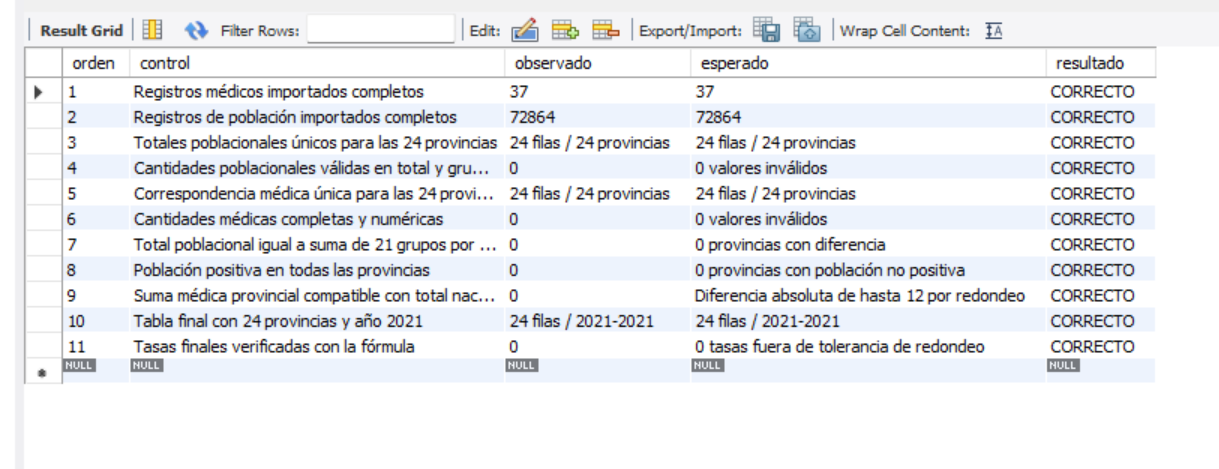 Result Grid Filter Rows: Edit: Export/Import: Wrap Cell Content: IA
orden control observado esperado resultado
1 Registros médicos importados completos 37 37 CORRECTO
2 Registros de población importados completos 72864 72864 CORRECTO
3 Totales poblacionales únicos para las 24 provincias 24 filas / 24 provincias 24 filas / 24 provincias CORRECTO
4 Cantidades poblacionales válidas en total y gru... 0 0 valores inválidos CORRECTO
5 Correspondencia médica única para las 24 provi... 24 filas / 24 provincias 24 filas / 24 provincias CORRECTO
6 Cantidades médicas completas y numéricas 0 0 valores inválidos CORRECTO
7 Total poblacional igual a suma de 21 grupos por ... 0 0 provincias con diferencia CORRECTO
8 Población positiva en todas las provincias 0 0 provincias con población no positiva CORRECTO
9 Suma médica provincial compatible con total nac... 0 Diferencia absoluta de hasta 12 por redondeo CORRECTO
10 Tabla final con 24 provincias y año 2021 24 filas / 2021-2021 24 filas / 2021-2021 CORRECTO
11 Tasas finales verificadas con la fórmula 0 0 tasas fuera de tolerancia de redondeo CORRECTO
NULL NULL NULL NULL NULL